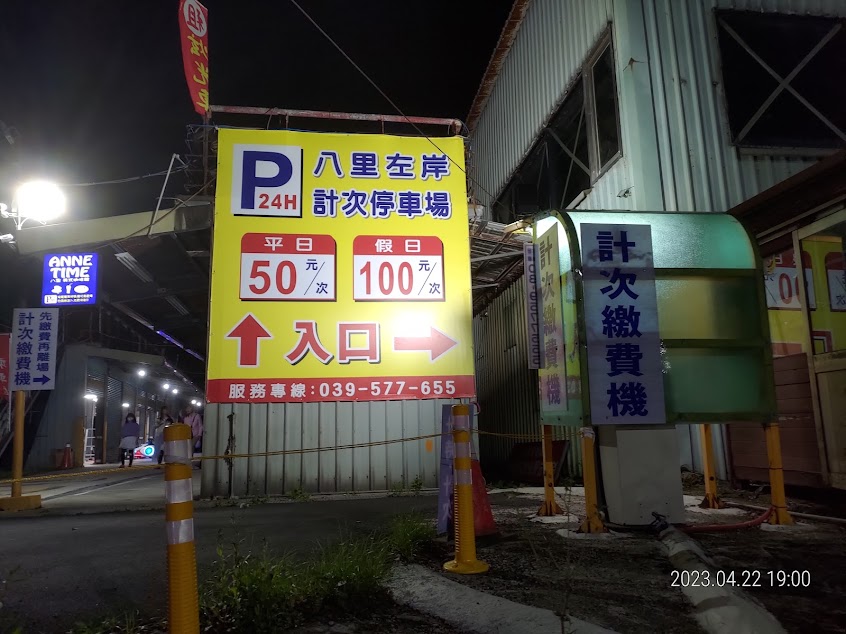 P
24H
八里左岸
計次停車場
平日
50元/次
假日
100元/次
入口
服務專線:039-577-655
ANNE
TIME
計次繳費機
先繳費再離場
計次繳費機
2023.04.22 19:00